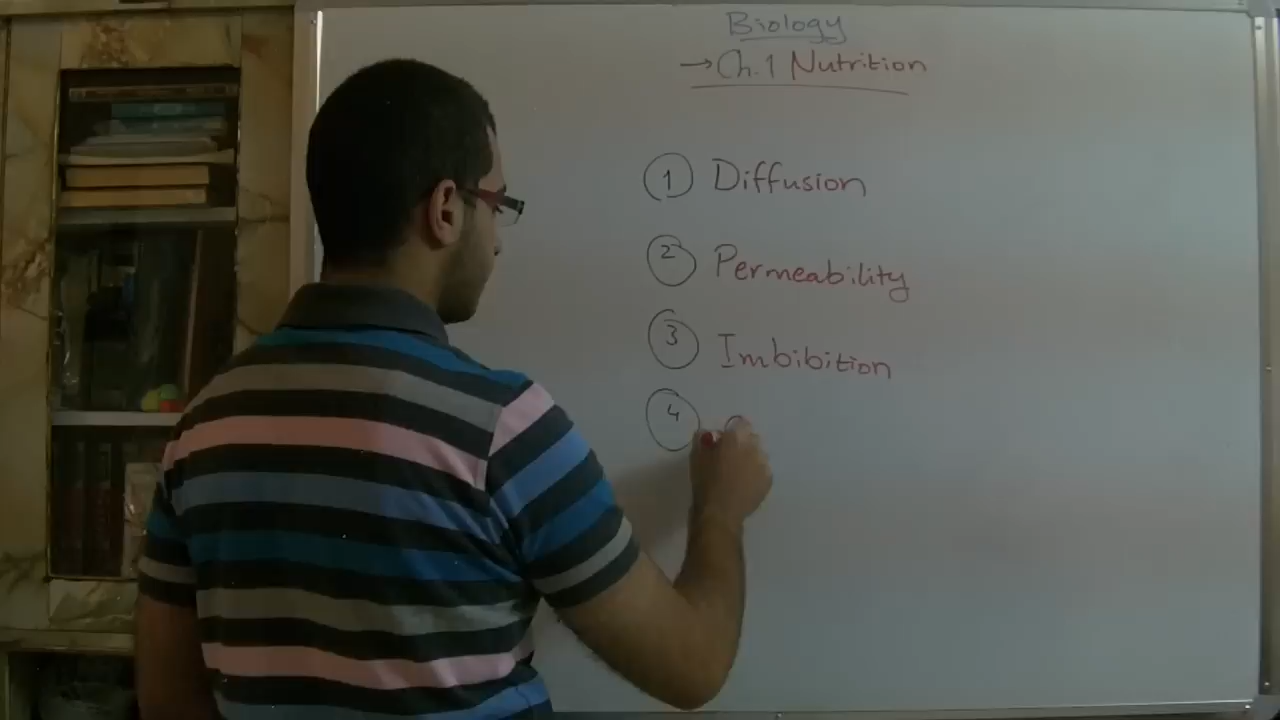 Biology
→ Ch.1 Nutrition
1 Diffusion
2 Permeability
3 Imbibition
4